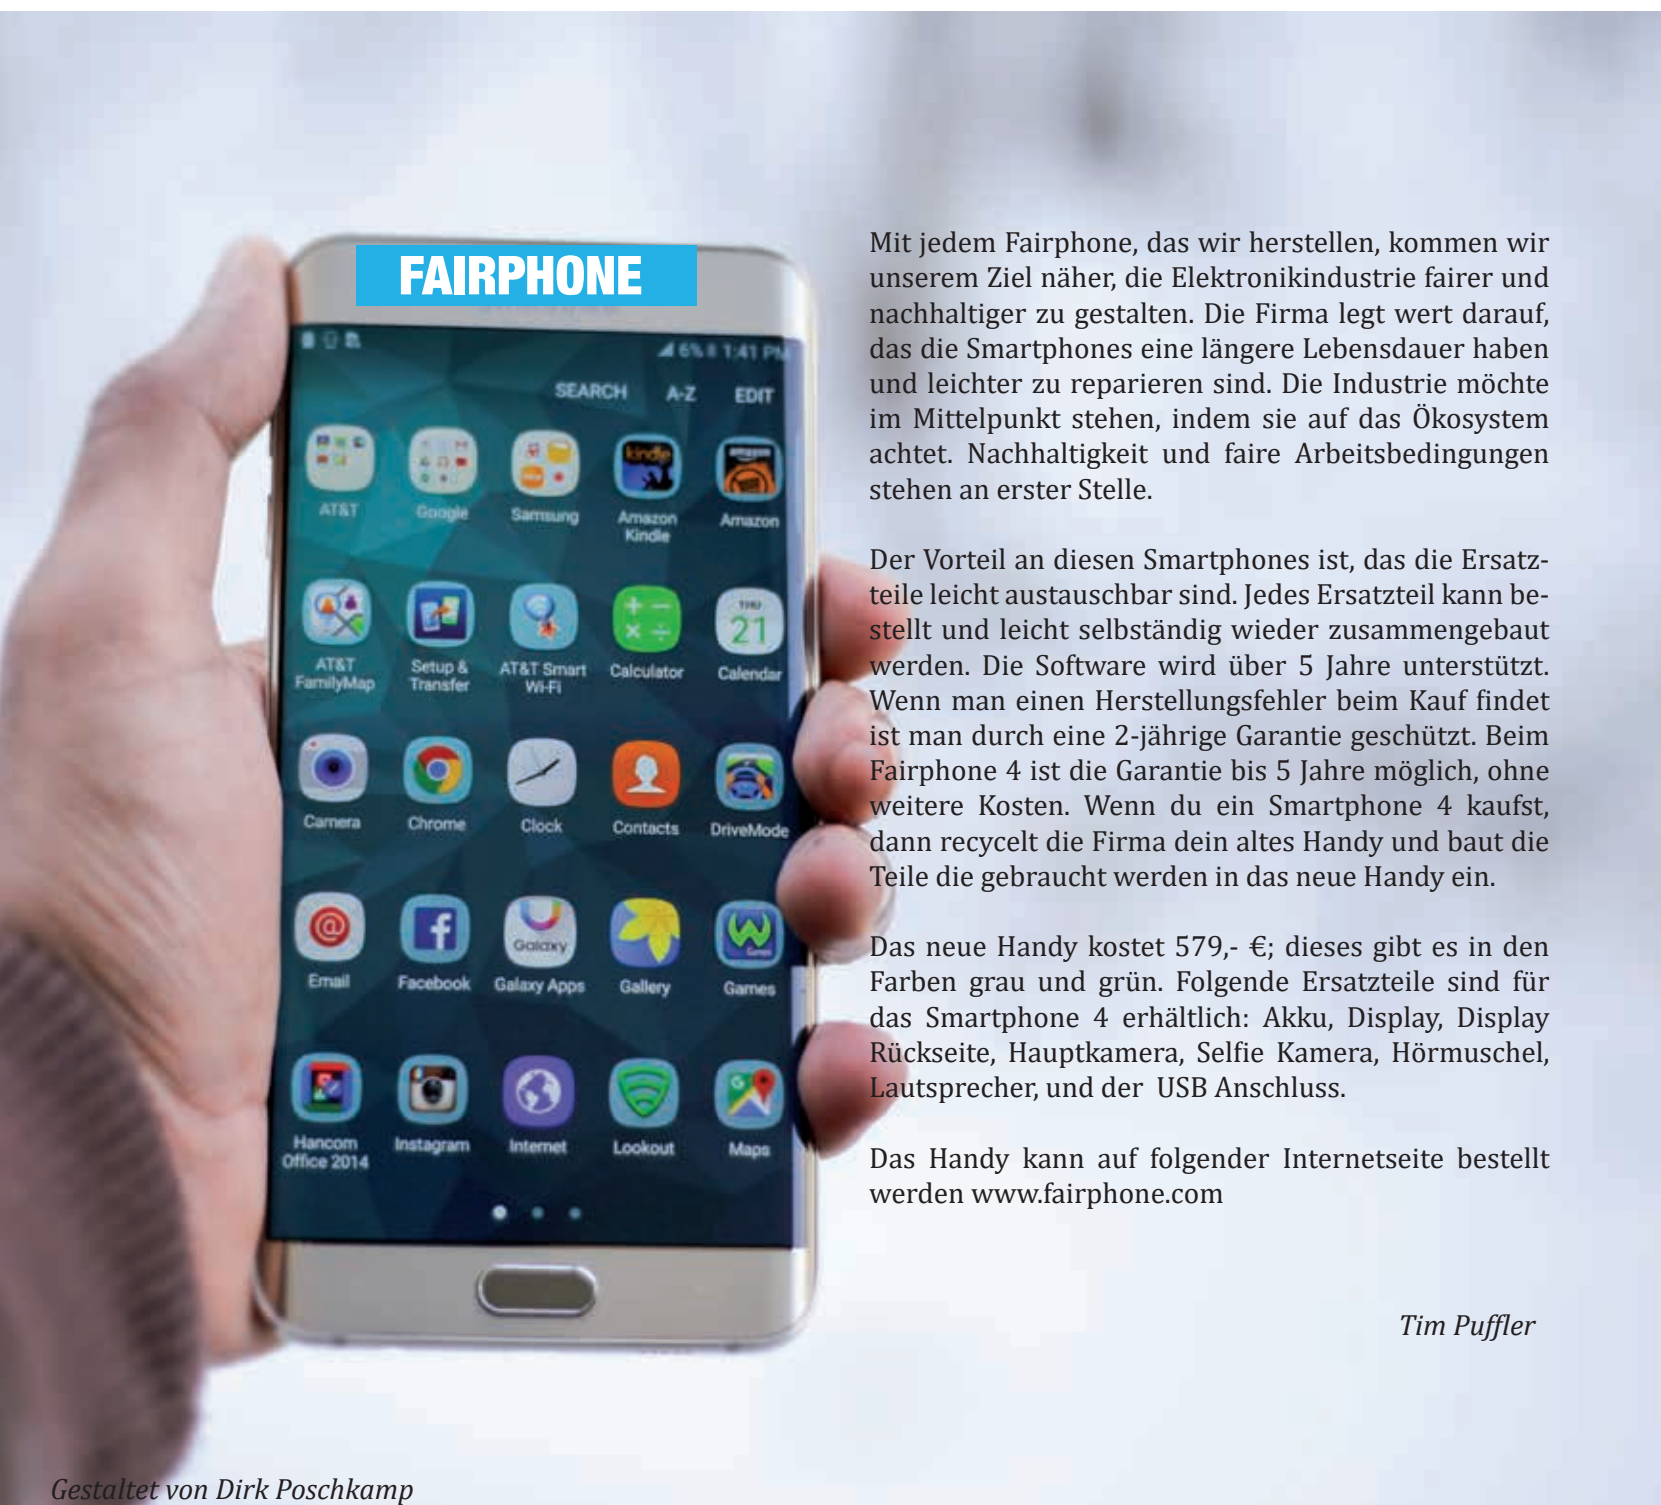 FAIRPHONE
6% 1:41 PM
SEARCH A-Z EDIT
AT&T Google Samsung Amazon Kindle Amazon
AT&T FamilyMap Setup & Transfer AT&T Smart Wi-Fi Calculator Calendar
THU
21
kindle
amazon
Camera Chrome Clock Contacts DriveMode
Galaxy
Games
Email Facebook Galaxy Apps Gallery Games
Hancom Office 2014 Instagram Internet Lookout Maps
Mit jedem Fairphone, das wir herstellen, kommen wir
unserem Ziel näher, die Elektronikindustrie fairer und
nachhaltiger zu gestalten. Die Firma legt wert darauf,
das die Smartphones eine längere Lebensdauer haben
und leichter zu reparieren sind. Die Industrie möchte
im Mittelpunkt stehen, indem sie auf das Ökosystem
achtet. Nachhaltigkeit und faire Arbeitsbedingungen
stehen an erster Stelle.
Der Vorteil an diesen Smartphones ist, das die Ersatz-
teile leicht austauschbar sind. Jedes Ersatzteil kann be-
stellt und leicht selbständig wieder zusammengebaut
werden. Die Software wird über 5 Jahre unterstützt.
Wenn man einen Herstellungsfehler beim Kauf findet
ist man durch eine 2-jährige Garantie geschützt. Beim
Fairphone 4 ist die Garantie bis 5 Jahre möglich, ohne
weitere Kosten. Wenn du ein Smartphone 4 kaufst,
dann recycelt die Firma dein altes Handy und baut die
Teile die gebraucht werden in das neue Handy ein.
Das neue Handy kostet 579,- €; dieses gibt es in den
Farben grau und grün. Folgende Ersatzteile sind für
das Smartphone 4 erhältlich: Akku, Display, Display
Rückseite, Hauptkamera, Selfie Kamera, Hörmuschel,
Lautsprecher, und der  USB Anschluss.
Das Handy kann auf folgender Internetseite bestellt
werden www.fairphone.com
Tim Puffler
Gestaltet von Dirk Poschkamp